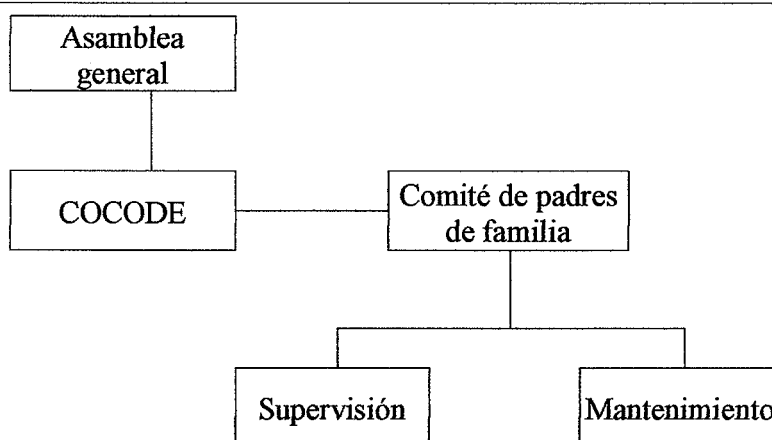 Asamblea
general
COCODE
Comité de padres
de familia
Supervisión
Mantenimiento